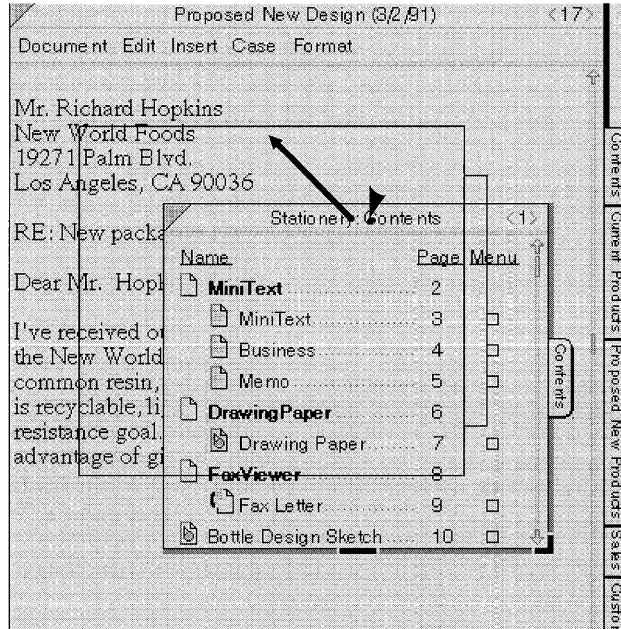 Proposed New Design (3/2/91) <17>
Document Edit Insert Case Format
Mr. Richard Hopkins
New World Foods
19271 Palm Blvd.
Los Angeles, CA 90036
RE: New packa
Dear Mr. Hopk
I've received ou
the New World
common resin,
is recyclable, li
resistance goal.
advantage of gi
Stationery: Contents <1>
Name Page Menu
MiniText 2
MiniText 3
Business 4
Memo 5
DrawingPaper 6
Drawing Paper 7
FaxViewer 8
Fax Letter 9
Bottle Design Sketch 10
Contents
Contents
Current Products
Proposed New Products
Sales
Custo